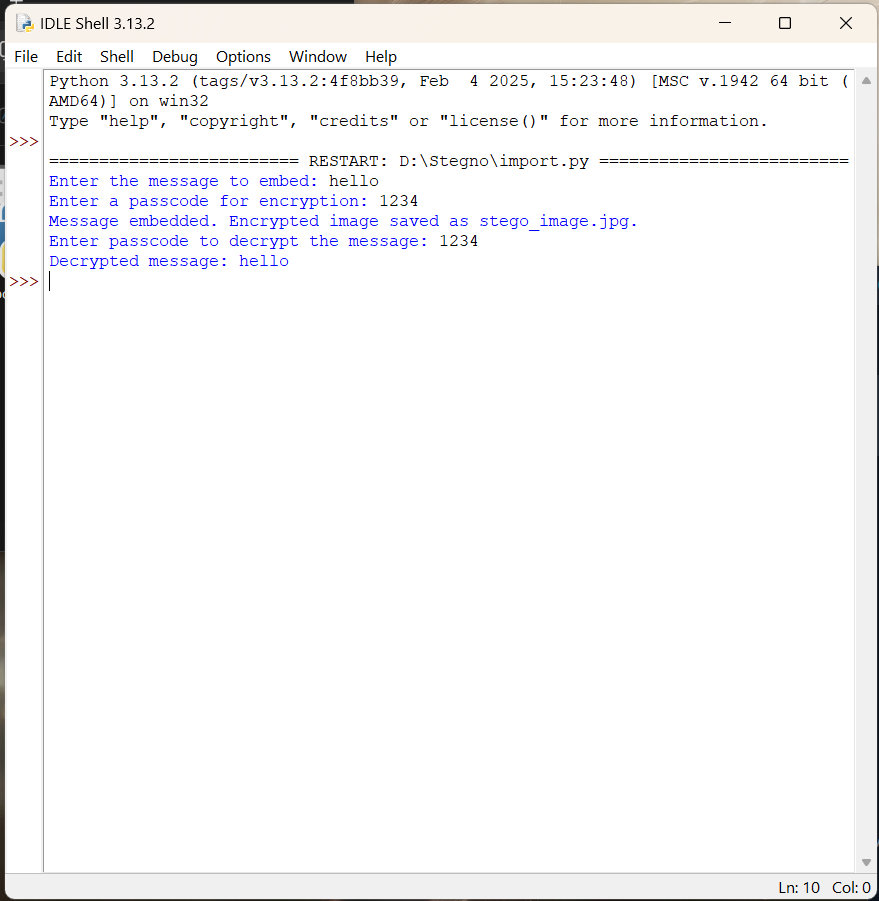 IDLE Shell 3.13.2
File Edit Shell Debug Options Window Help
Python 3.13.2 (tags/v3.13.2:4f8bb39, Feb  4 2025, 15:23:48) [MSC v.1942 64 bit (
AMD64)] on win32
Type "help", "copyright", "credits" or "license()" for more information.
>>>
========================= RESTART: D:\Stegno\import.py =========================
Enter the message to embed: hello
Enter a passcode for encryption: 1234
Message embedded. Encrypted image saved as stego_image.jpg.
Enter passcode to decrypt the message: 1234
Decrypted message: hello
>>>
Ln: 10 Col: 0